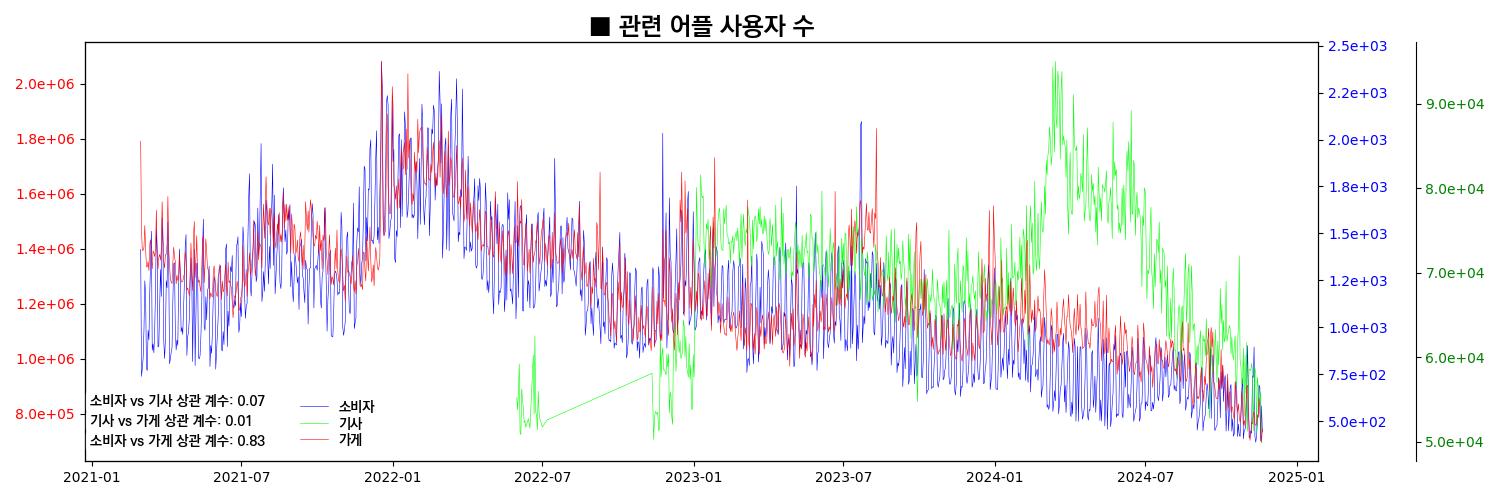 ■ 관련 어플 사용자 수
2.0e+06
1.8e+06
1.6e+06
1.4e+06
1.2e+06
1.0e+06
8.0e+05
2.5e+03
2.2e+03
2.0e+03
1.8e+03
1.5e+03
1.2e+03
1.0e+03
7.5e+02
5.0e+02
9.0e+04
8.0e+04
7.0e+04
6.0e+04
5.0e+04
소비자 vs 기사 상관 계수: 0.07
기사 vs 가게 상관 계수: 0.01
소비자 vs 가게 상관 계수: 0.83
소비자
기사
가게
2021-01 2021-07 2022-01 2022-07 2023-01 2023-07 2024-01 2024-07 2025-01